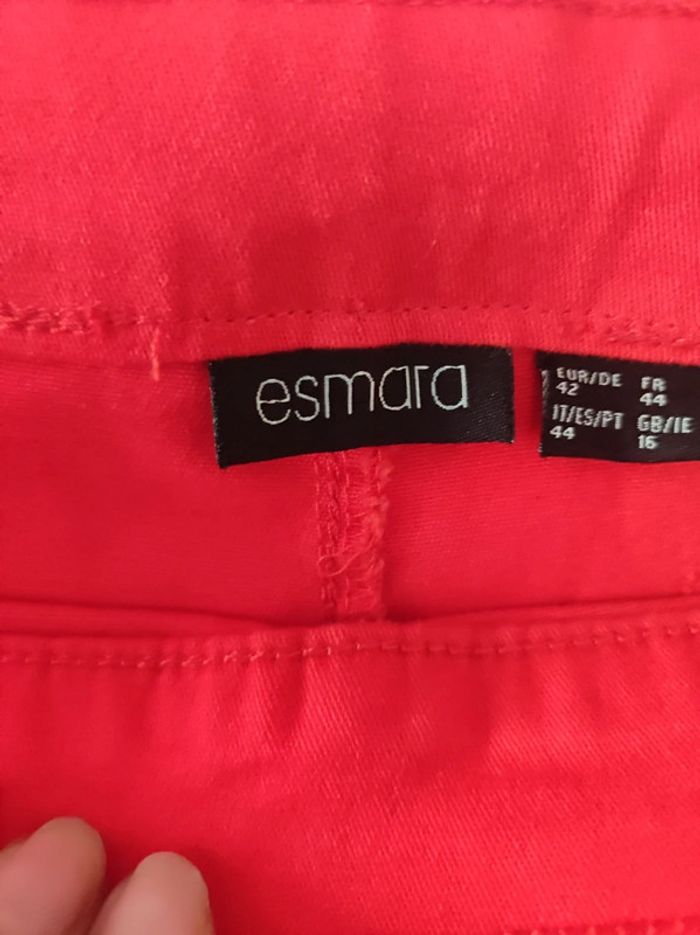 esmara
EUR/DE FR
42 44
IT/ES/PT GB/IE
44 16